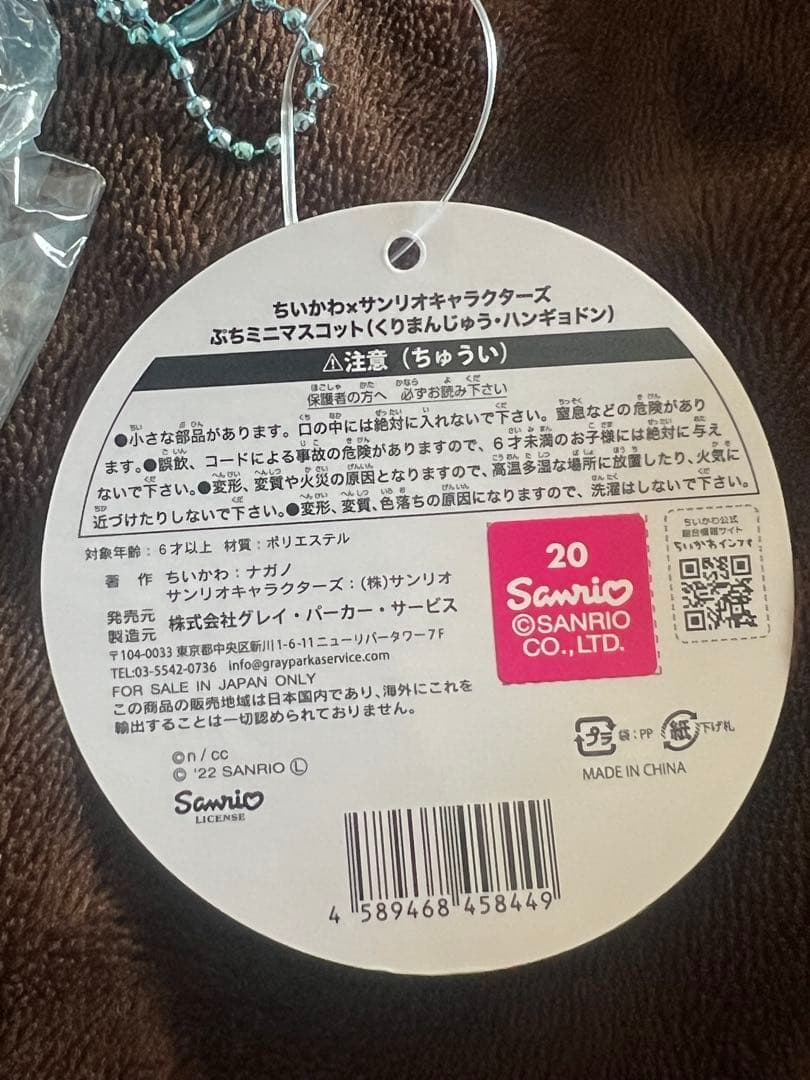 ちいかわ×サンリオキャラクターズ
ぷちミニマスコット(くりまんじゅう・ハンギョドン)
⚠注意(ちゅうい)
保護者の方へ 必ずお読み下さい
●小さな部品があります。口の中には絶対に入れないで下さい。窒息などの危険があり
ます。●誤飲、コードによる事故の危険がありますので、6才未満のお子様には絶対に与え
ないで下さい。●変形、変質や火災の原因となりますので、高温多湿な場所に放置したり、火気に
近づけたりしないで下さい。●変形、変質、色落ちの原因になりますので、洗濯はしないで下さい。
対象年齢:6才以上 材質:ポリエステル
著 作 ちいかわ:ナガノ
サンリオキャラクターズ:(株)サンリオ
発売元
製造元 株式会社グレイ・パーカー・サービス
〒104-0033 東京都中央区新川1-6-11ニューリバータワー7F
TEL:03-5542-0736 info@grayparkaservice.com
FOR SALE IN JAPAN ONLY
この商品の販売地域は日本国内であり、海外にこれを
輸出することは一切認められておりません。
©n / cc
© '22 SANRIO Ⓛ
Sanrio
LICENSE
20
Sanrio
©SANRIO
CO.,LTD.
ちいかわ公式
総合情報サイト
ちいかわインフォ
プラ 袋:PP 紙 下げ札
MADE IN CHINA
4 589468 458449